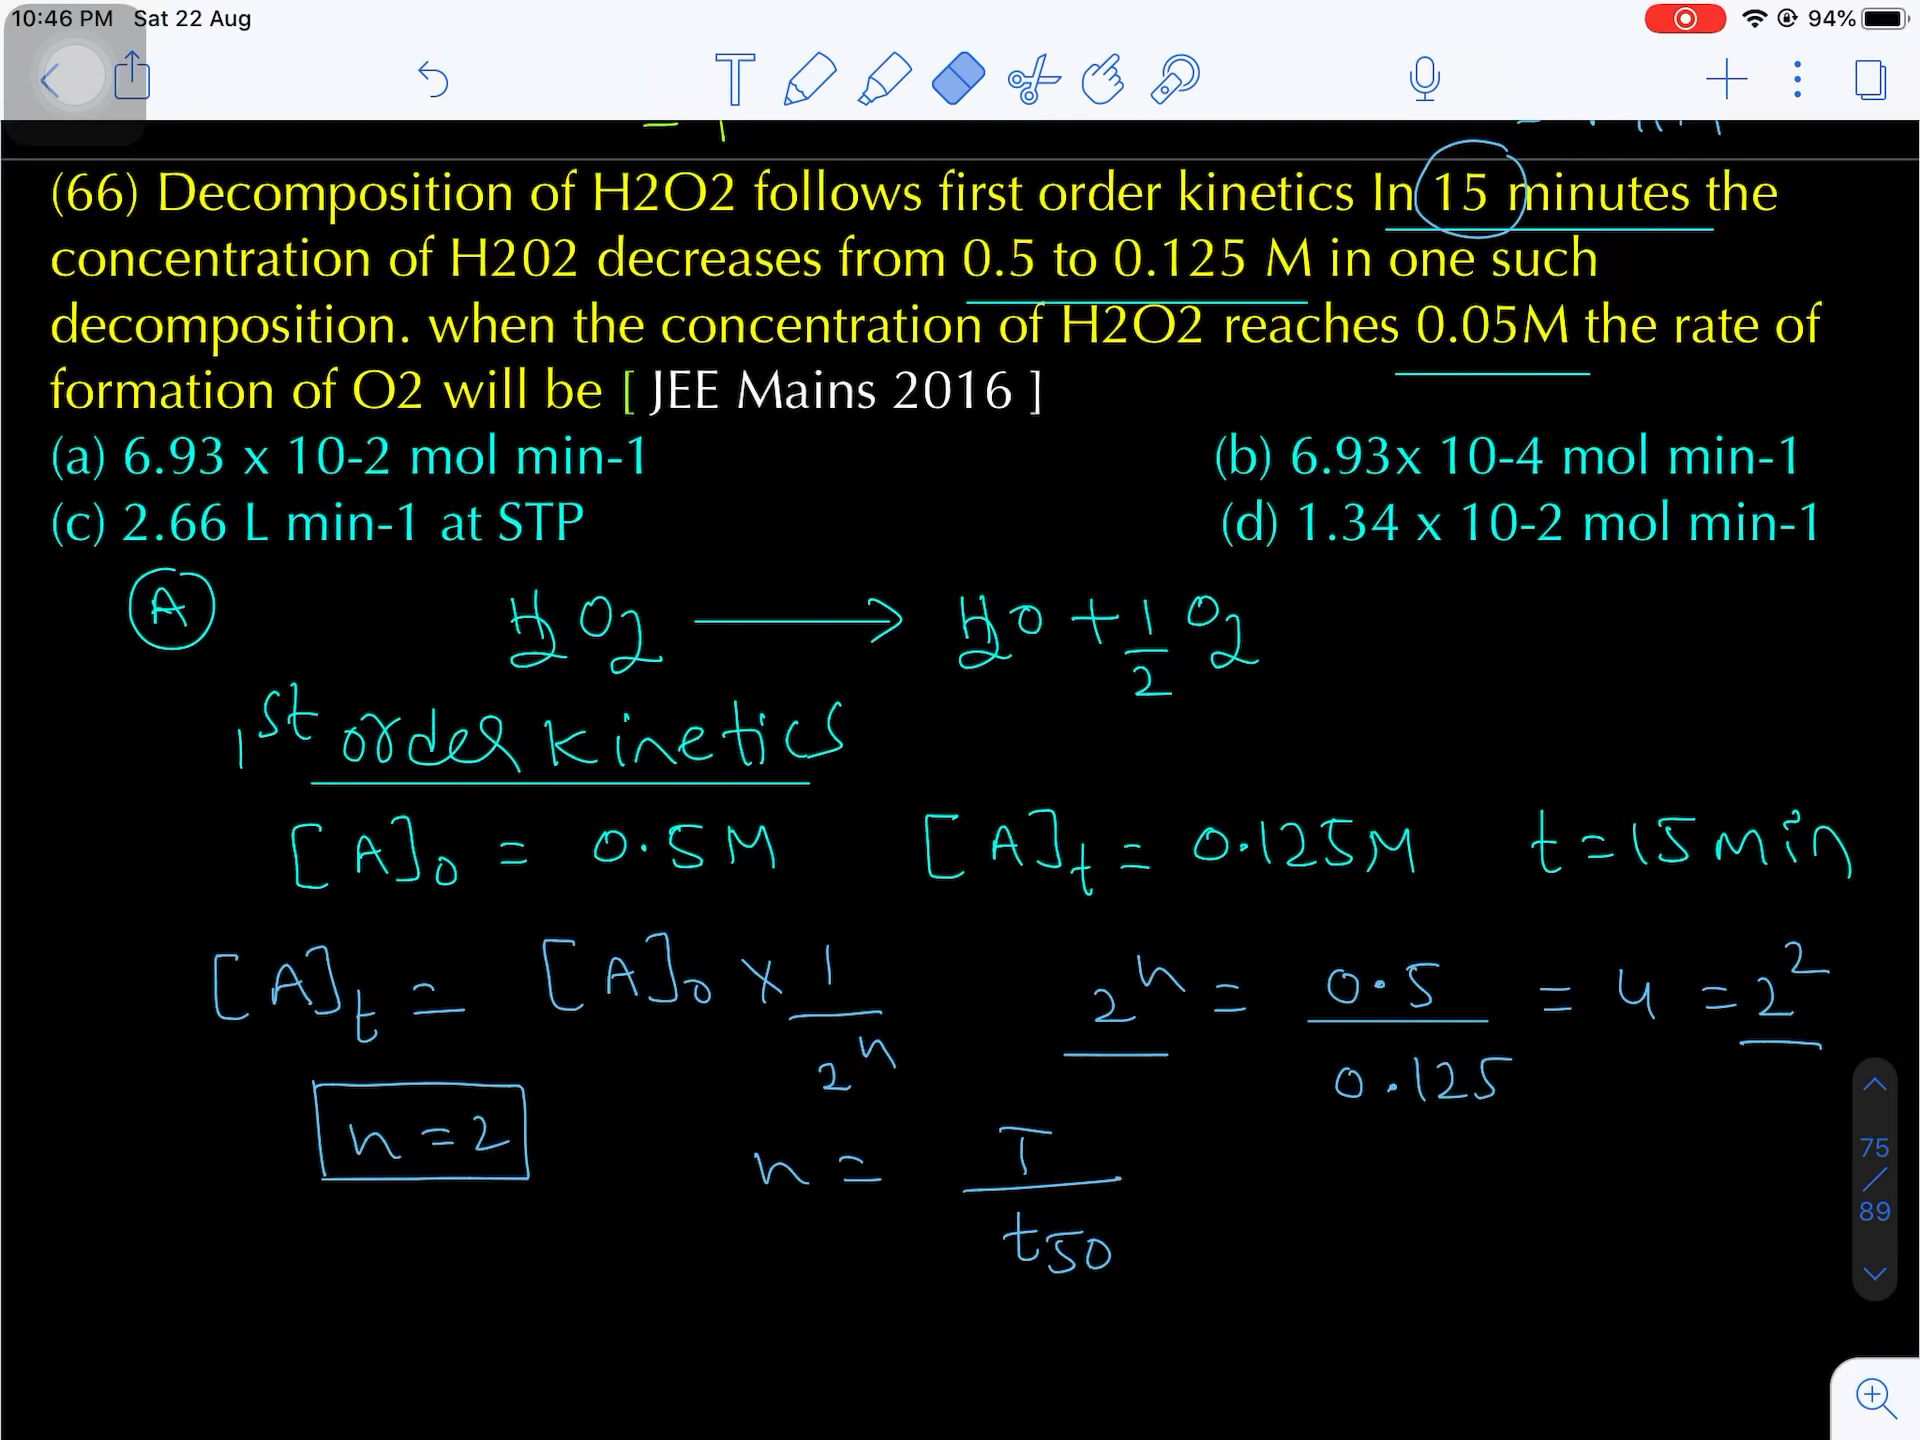 10:46 PM Sat 22 Aug 94%
(66) Decomposition of H2O2 follows first order kinetics In 15 minutes the
concentration of H202 decreases from 0.5 to 0.125 M in one such
decomposition. when the concentration of H2O2 reaches 0.05M the rate of
formation of O2 will be [ JEE Mains 2016 ]
(a) 6.93 x 10-2 mol min-1 (b) 6.93x 10-4 mol min-1
(c) 2.66 L min-1 at STP (d) 1.34 x 10-2 mol min-1
A H2O2 → H2O + 1/2 O2
1st order kinetics
[A]0 = 0.5M [A]t = 0.125M t=15min
[A]t = [A]0 x 1/2^n 2^n = 0.5/0.125 = 4 = 2^2
n=2 n = T/t50
75
/
89